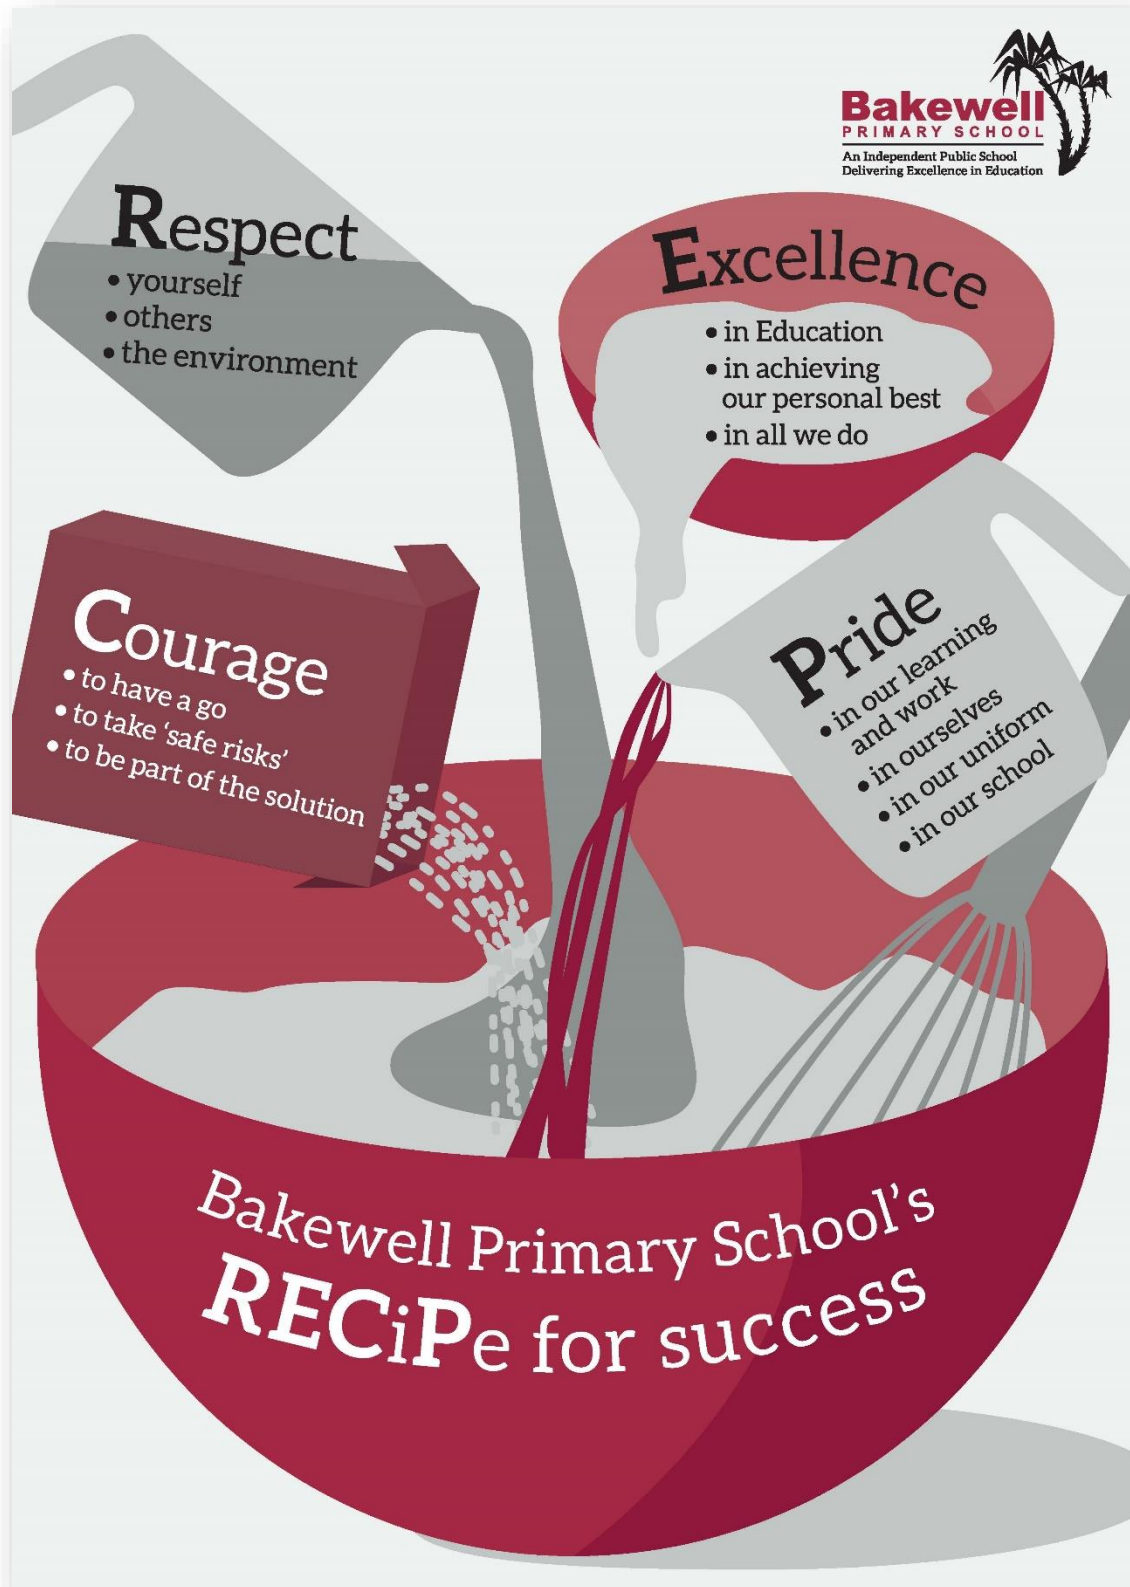 Bakewell
PRIMARY SCHOOL
An Independent Public School
Delivering Excellence in Education
Respect
• yourself
• others
• the environment
Excellence
• in Education
• in achieving
our personal best
• in all we do
Courage
• to have a go
• to take 'safe risks'
• to be part of the solution
Pride
• in our learning
and work
• in ourselves
• in our uniform
• in our school
Bakewell Primary School's
RECiPe for success